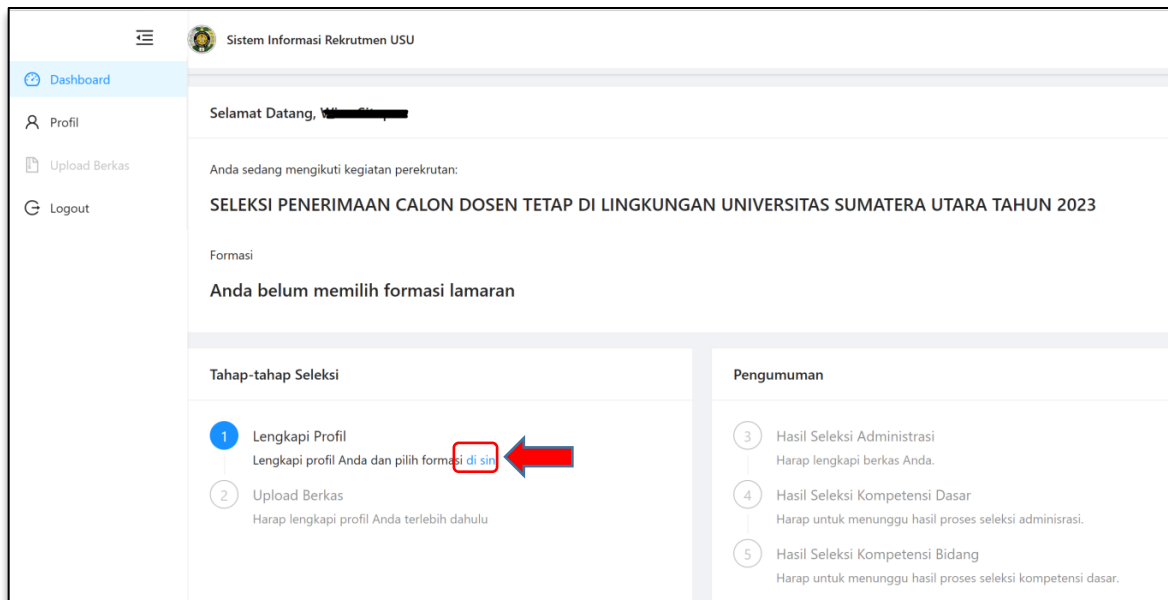 Sistem Informasi Rekrutmen USU
Dashboard
Profil
Upload Berkas
Logout
Selamat Datang,
Anda sedang mengikuti kegiatan perekrutan:
SELEKSI PENERIMAAN CALON DOSEN TETAP DI LINGKUNGAN UNIVERSITAS SUMATERA UTARA TAHUN 2023
Formasi
Anda belum memilih formasi lamaran
Tahap-tahap Seleksi
1 Lengkapi Profil
Lengkapi profil Anda dan pilih formasi di sin
2 Upload Berkas
Harap lengkapi profil Anda terlebih dahulu
Pengumuman
3 Hasil Seleksi Administrasi
Harap lengkapi berkas Anda.
4 Hasil Seleksi Kompetensi Dasar
Harap untuk menunggu hasil proses seleksi adminisrasi.
5 Hasil Seleksi Kompetensi Bidang
Harap untuk menunggu hasil proses seleksi kompetensi dasar.